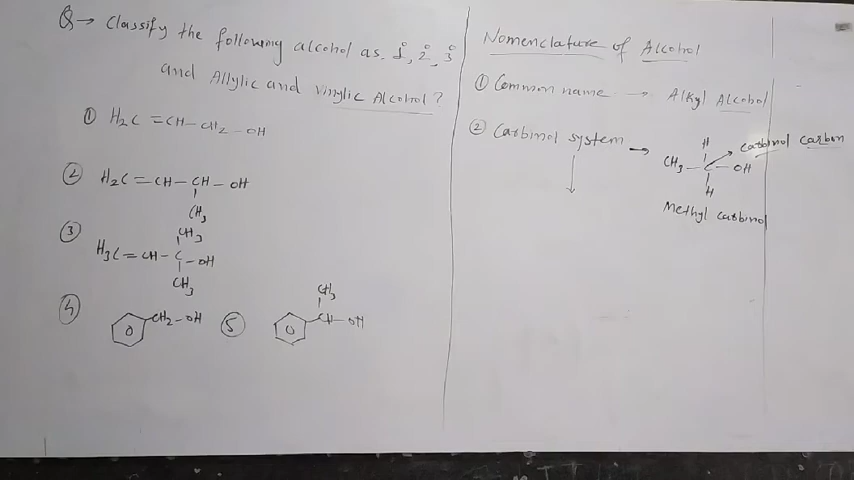 Q→ Classify the following alcohol as 1°, 2°, 3°
and Allylic and Vinylic Alcohol?
① H2C=CH-CH2-OH
② H2C=CH-CH-OH
CH3
CH3
③ H3C=CH-C-OH
CH3
④ CH2-OH
⑤ CH3
CH-OH
Nomenclature of Alcohol
① Common name → Alkyl Alcohol
② Carbinol system →
H
Carbinol Carbon
CH3-C-OH
H
Methyl carbinol